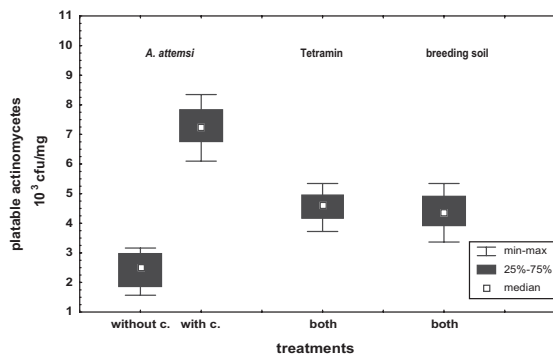 11
10
9
8
7
6
5
4
3
2
1
platable actinomycetes
10³ cfu/mg
A. attemsi Tetramin breeding soil
min-max
25%-75%
median
without c. with c. both both
treatments